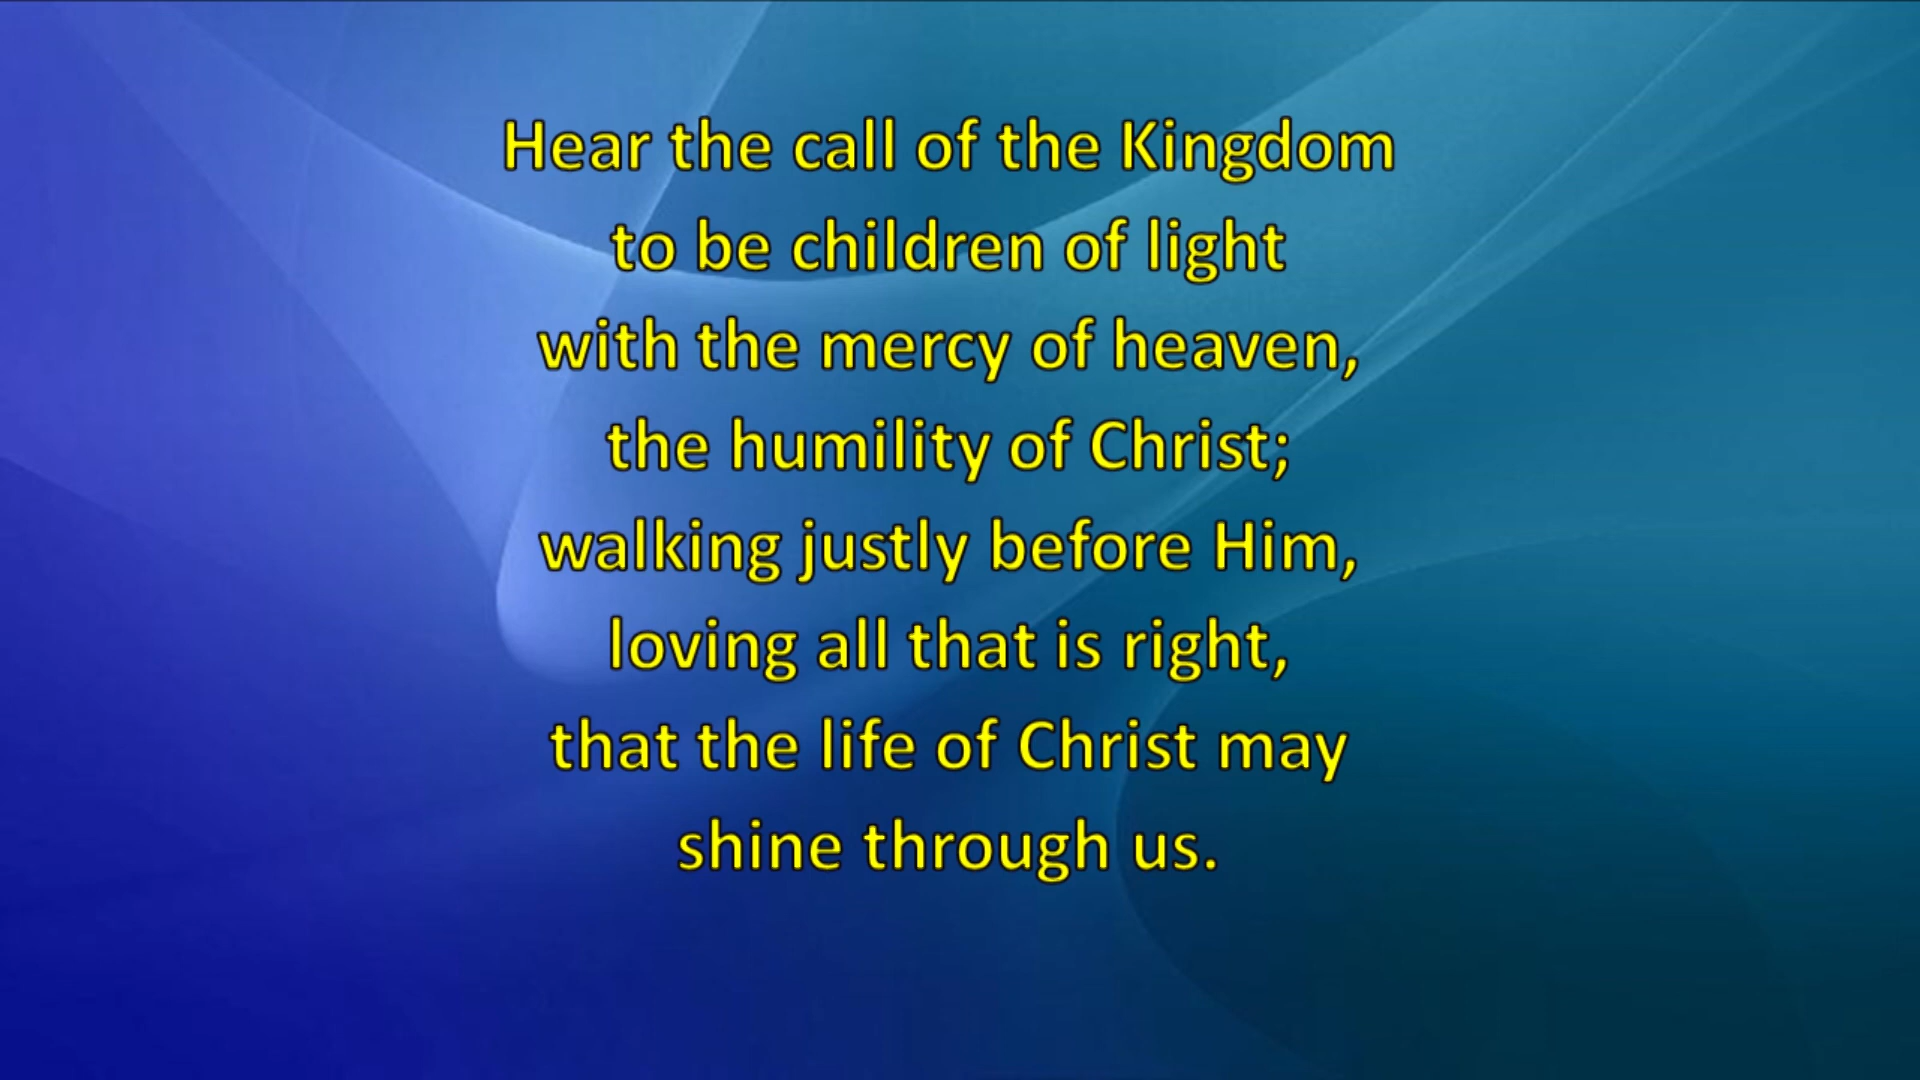 Hear the call of the Kingdom
to be children of light
with the mercy of heaven,
the humility of Christ;
walking justly before Him,
loving all that is right,
that the life of Christ may
shine through us.